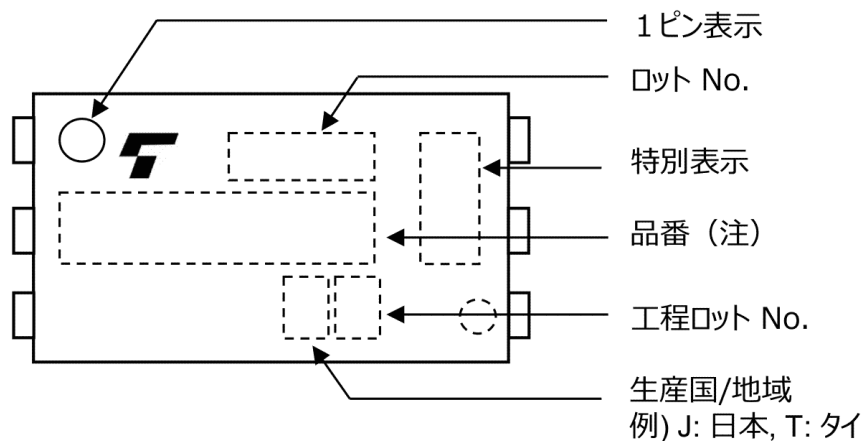 １ピン表示
ロット No.
特別表示
品番（注）
工程ロット No.
生産国/地域
例) J: 日本, T: タイ